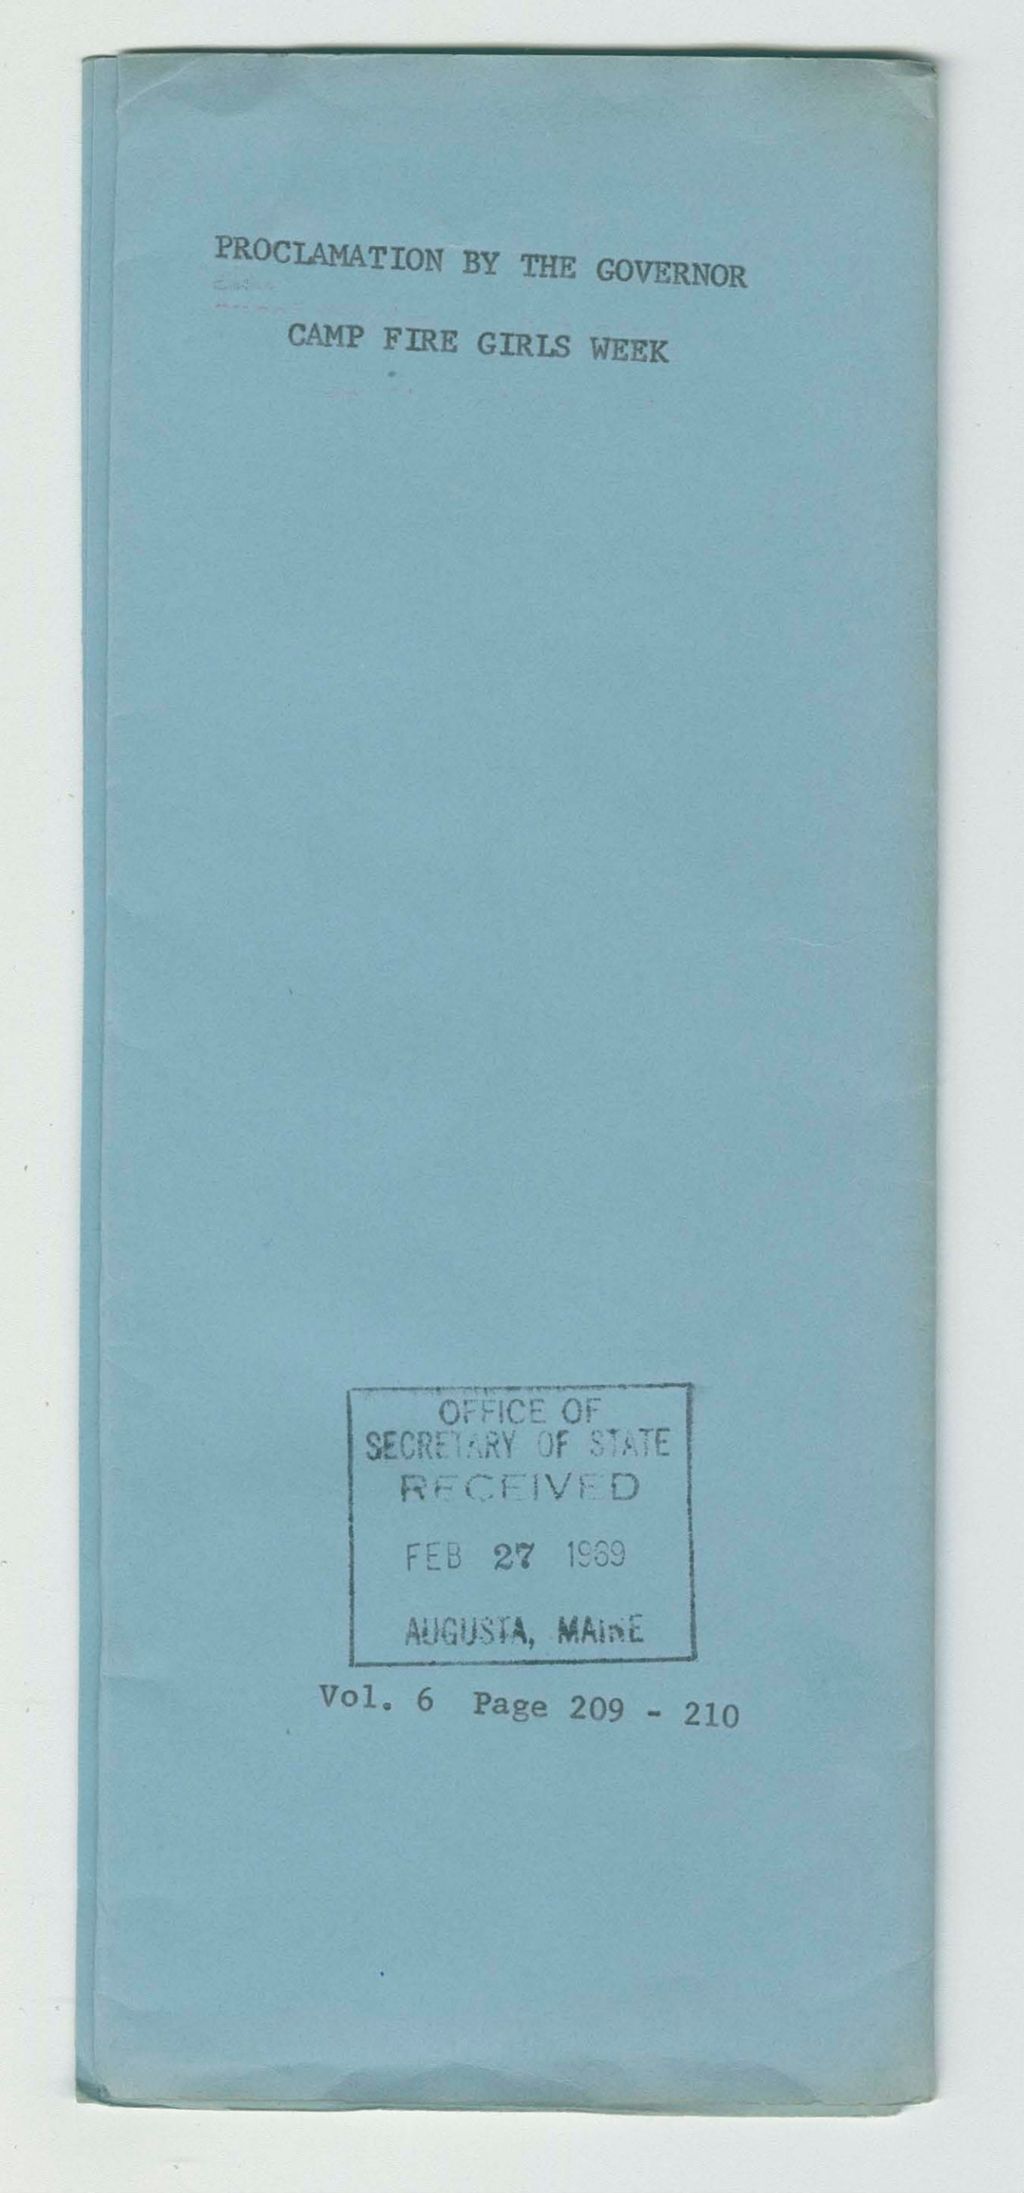 PROCLAMATION BY THE GOVERNOR
CAMP FIRE GIRLS WEEK
OFFICE OF
SECRETARY OF STATE
RECEIVED
FEB 27 1969
AUGUSTA, MAINE
Vol. 6 Page 209 - 210